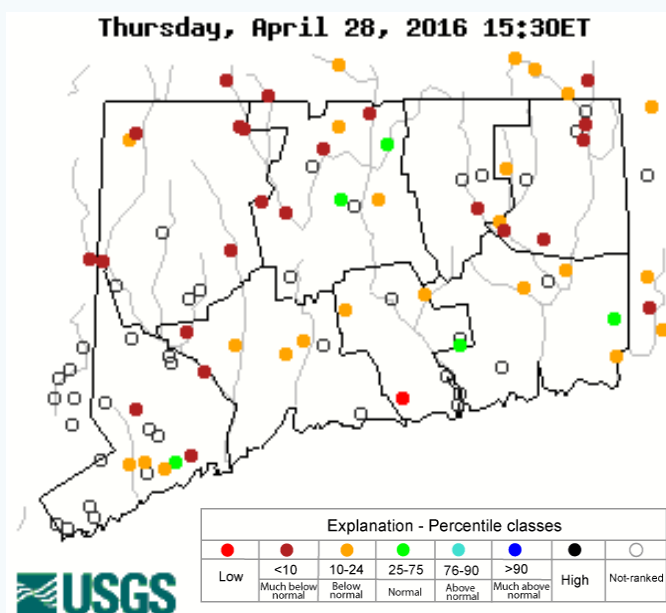 Thursday, April 28, 2016 15:30ET
USGS
Explanation - Percentile classes
Low <10 10-24 25-75 76-90 >90 High Not-ranked
Much below normal Below normal Normal Above normal Much above normal